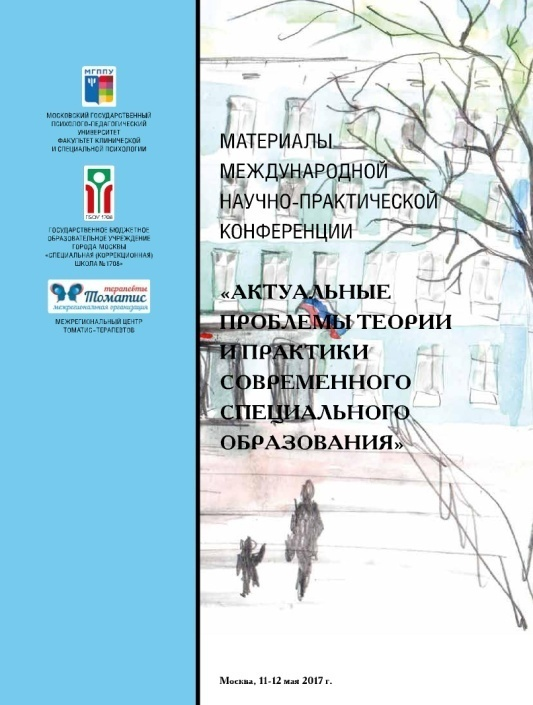 МГППУ
МОСКОВСКИЙ ГОСУДАРСТВЕННЫЙ
ПСИХОЛОГО-ПЕДАГОГИЧЕСКИЙ
УНИВЕРСИТЕТ
ФАКУЛЬТЕТ КЛИНИЧЕСКОЙ
И СПЕЦИАЛЬНОЙ ПСИХОЛОГИИ
ГБОУ 1708
ГОСУДАРСТВЕННОЕ БЮДЖЕТНОЕ
ОБРАЗОВАТЕЛЬНОЕ УЧРЕЖДЕНИЕ
ГОРОДА МОСКВЫ
«СПЕЦИАЛЬНАЯ (КОРРЕКЦИОННАЯ)
ШКОЛА № 1708»
терапевты
Томатис
межрегиональная организация
МЕЖРЕГИОНАЛЬНЫЙ ЦЕНТР
ТОМАТИС-ТЕРАПЕВТОВ
МАТЕРИАЛЫ
МЕЖДУНАРОДНОЙ
НАУЧНО-ПРАКТИЧЕСКОЙ
КОНФЕРЕНЦИИ
«АКТУАЛЬНЫЕ
ПРОБЛЕМЫ ТЕОРИИ
И ПРАКТИКИ
СОВРЕМЕННОГО
СПЕЦИАЛЬНОГО
ОБРАЗОВАНИЯ»
Москва, 11-12 мая 2017 г.